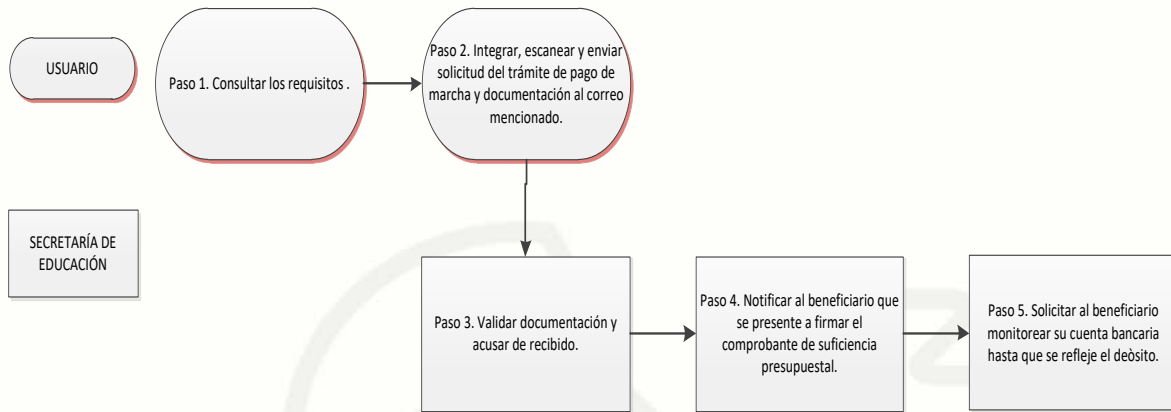 USUARIO
Paso 1. Consultar los requisitos .
Paso 2. Integrar, escanear y enviar
solicitud del trámite de pago de
marcha y documentación al correo
mencionado.
SECRETARÍA DE
EDUCACIÓN
Paso 3. Validar documentación y
acusar de recibido.
Paso 4. Notificar al beneficiario que
se presente a firmar el
comprobante de suficiencia
presupuestal.
Paso 5. Solicitar al beneficiario
monitorear su cuenta bancaria
hasta que se refleje el deòsito.